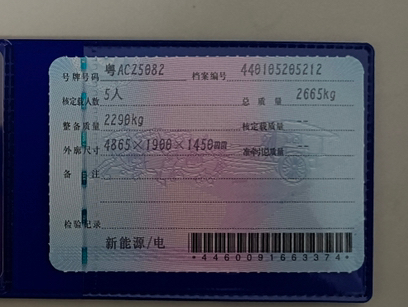 号牌号码 粤ACZ5082 档案编号 440105205212
核定载人数 5人 总质量 2665kg
整备质量 2290kg 核定载质量 --
外廓尺寸 4865×1900×1450mm 准牵引总质量 --
备注
检验记录
新能源/电
*4460091663374*